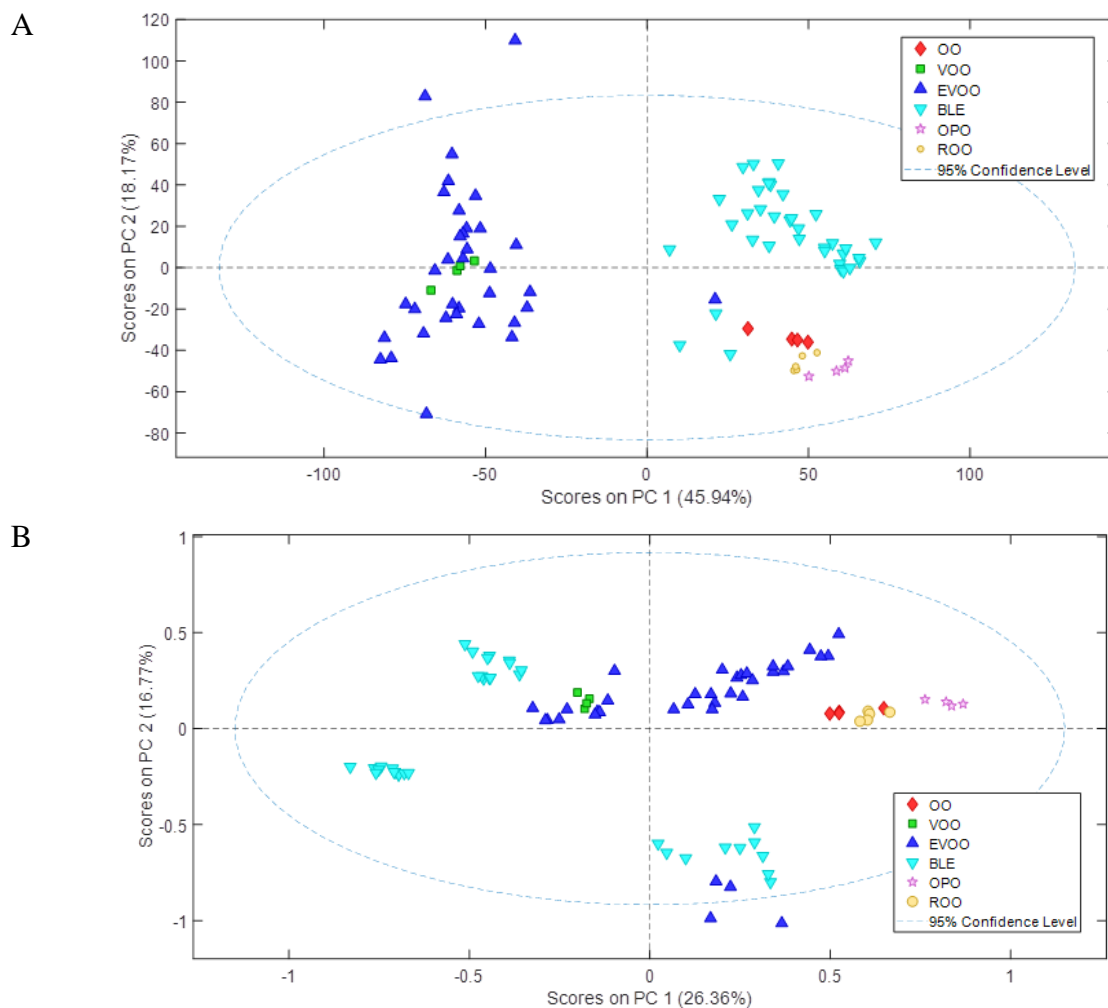 A
120
100
80
60
40
20
0
-20
-40
-60
-80
Scores on PC 2 (18.17%)
OO
VOO
EVOO
BLE
OPO
ROO
95% Confidence Level
-100 -50 0 50 100
Scores on PC 1 (45.94%)
B
1
0.5
0
-0.5
-1
Scores on PC 2 (16.77%)
OO
VOO
EVOO
BLE
OPO
ROO
95% Confidence Level
-1 -0.5 0 0.5 1
Scores on PC 1 (26.36%)